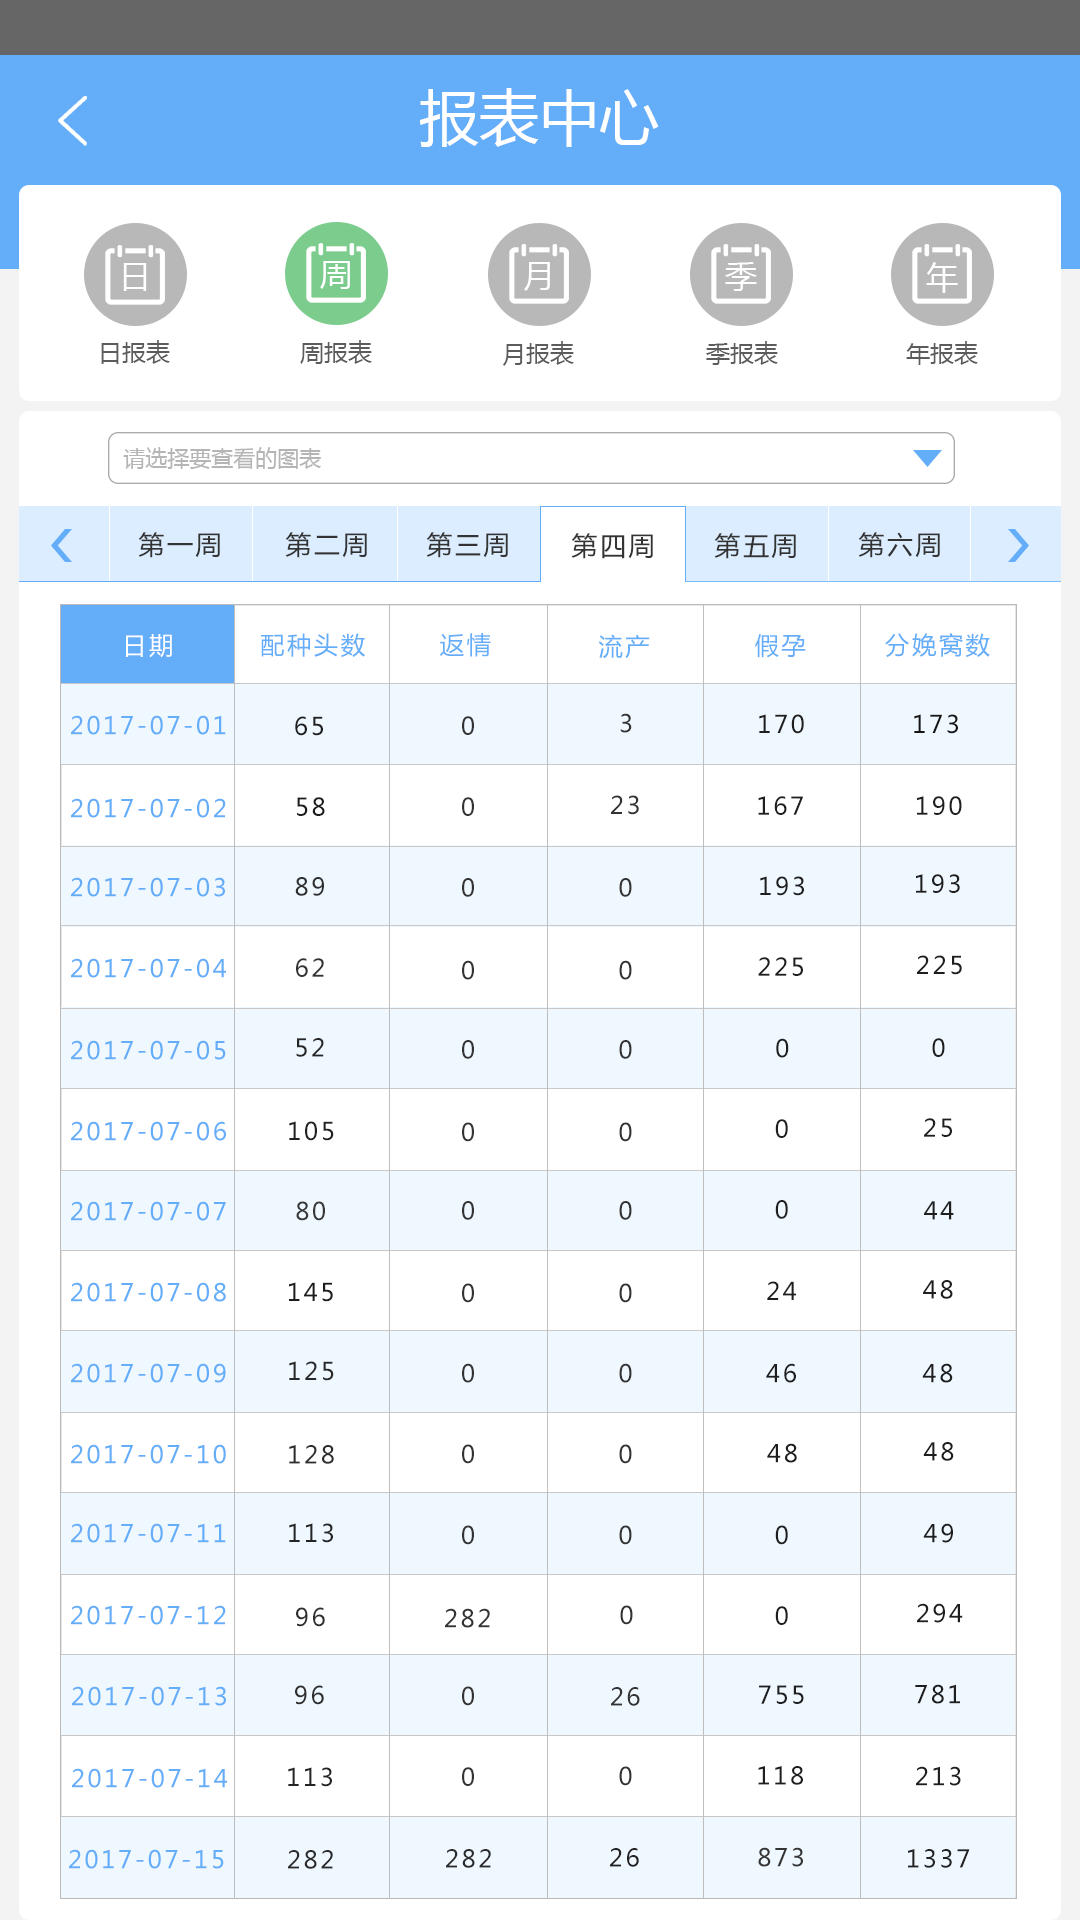 报表中心
日 周 月 季 年
日报表 周报表 月报表 季报表 年报表
请选择要查看的图表
第一周 第二周 第三周 第四周 第五周 第六周
日期 配种头数 返情 流产 假孕 分娩窝数
2017-07-01 65 0 3 170 173
2017-07-02 58 0 23 167 190
2017-07-03 89 0 0 193 193
2017-07-04 62 0 0 225 225
2017-07-05 52 0 0 0 0
2017-07-06 105 0 0 0 25
2017-07-07 80 0 0 0 44
2017-07-08 145 0 0 24 48
2017-07-09 125 0 0 46 48
2017-07-10 128 0 0 48 48
2017-07-11 113 0 0 0 49
2017-07-12 96 282 0 0 294
2017-07-13 96 0 26 755 781
2017-07-14 113 0 0 118 213
2017-07-15 282 282 26 873 1337